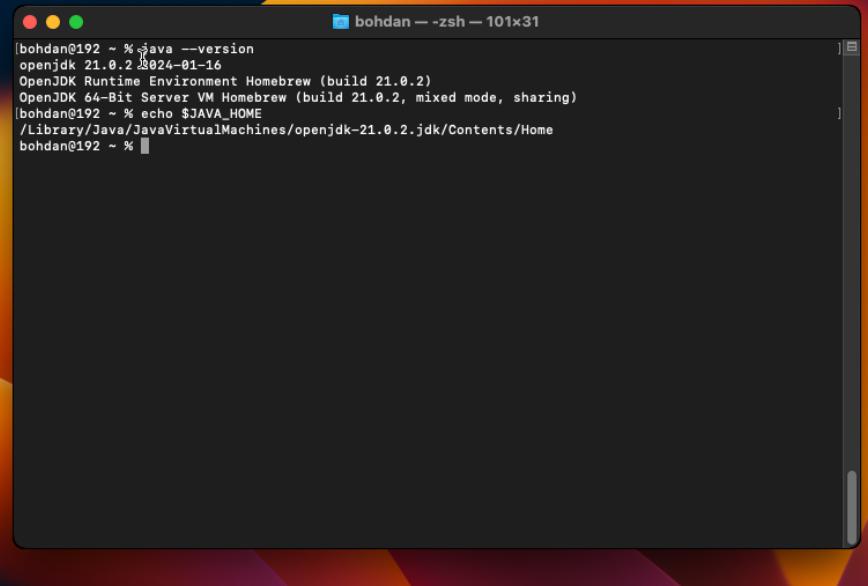 bohdan — -zsh — 101×31
[bohdan@192 ~ % java --version ]
openjdk 21.0.2 2024-01-16
OpenJDK Runtime Environment Homebrew (build 21.0.2)
OpenJDK 64-Bit Server VM Homebrew (build 21.0.2, mixed mode, sharing)
[bohdan@192 ~ % echo $JAVA_HOME ]
/Library/Java/JavaVirtualMachines/openjdk-21.0.2.jdk/Contents/Home
bohdan@192 ~ %